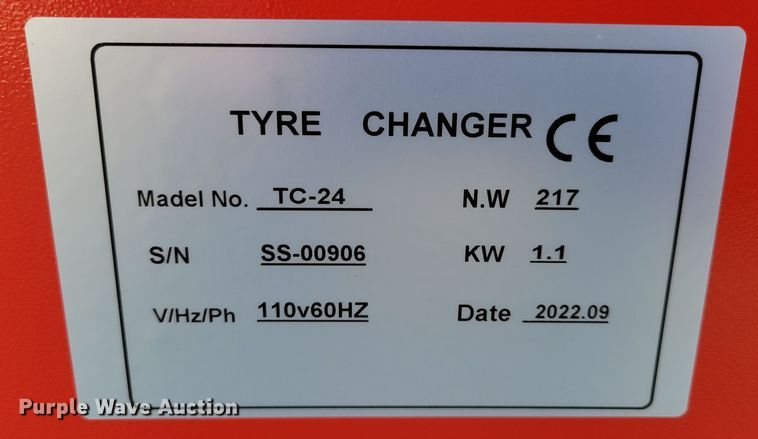 TYRE CHANGER CE
Madel No. TC-24 N.W 217
S/N SS-00906 KW 1.1
V/Hz/Ph 110v60HZ Date 2022.09
Purple Wave Auction